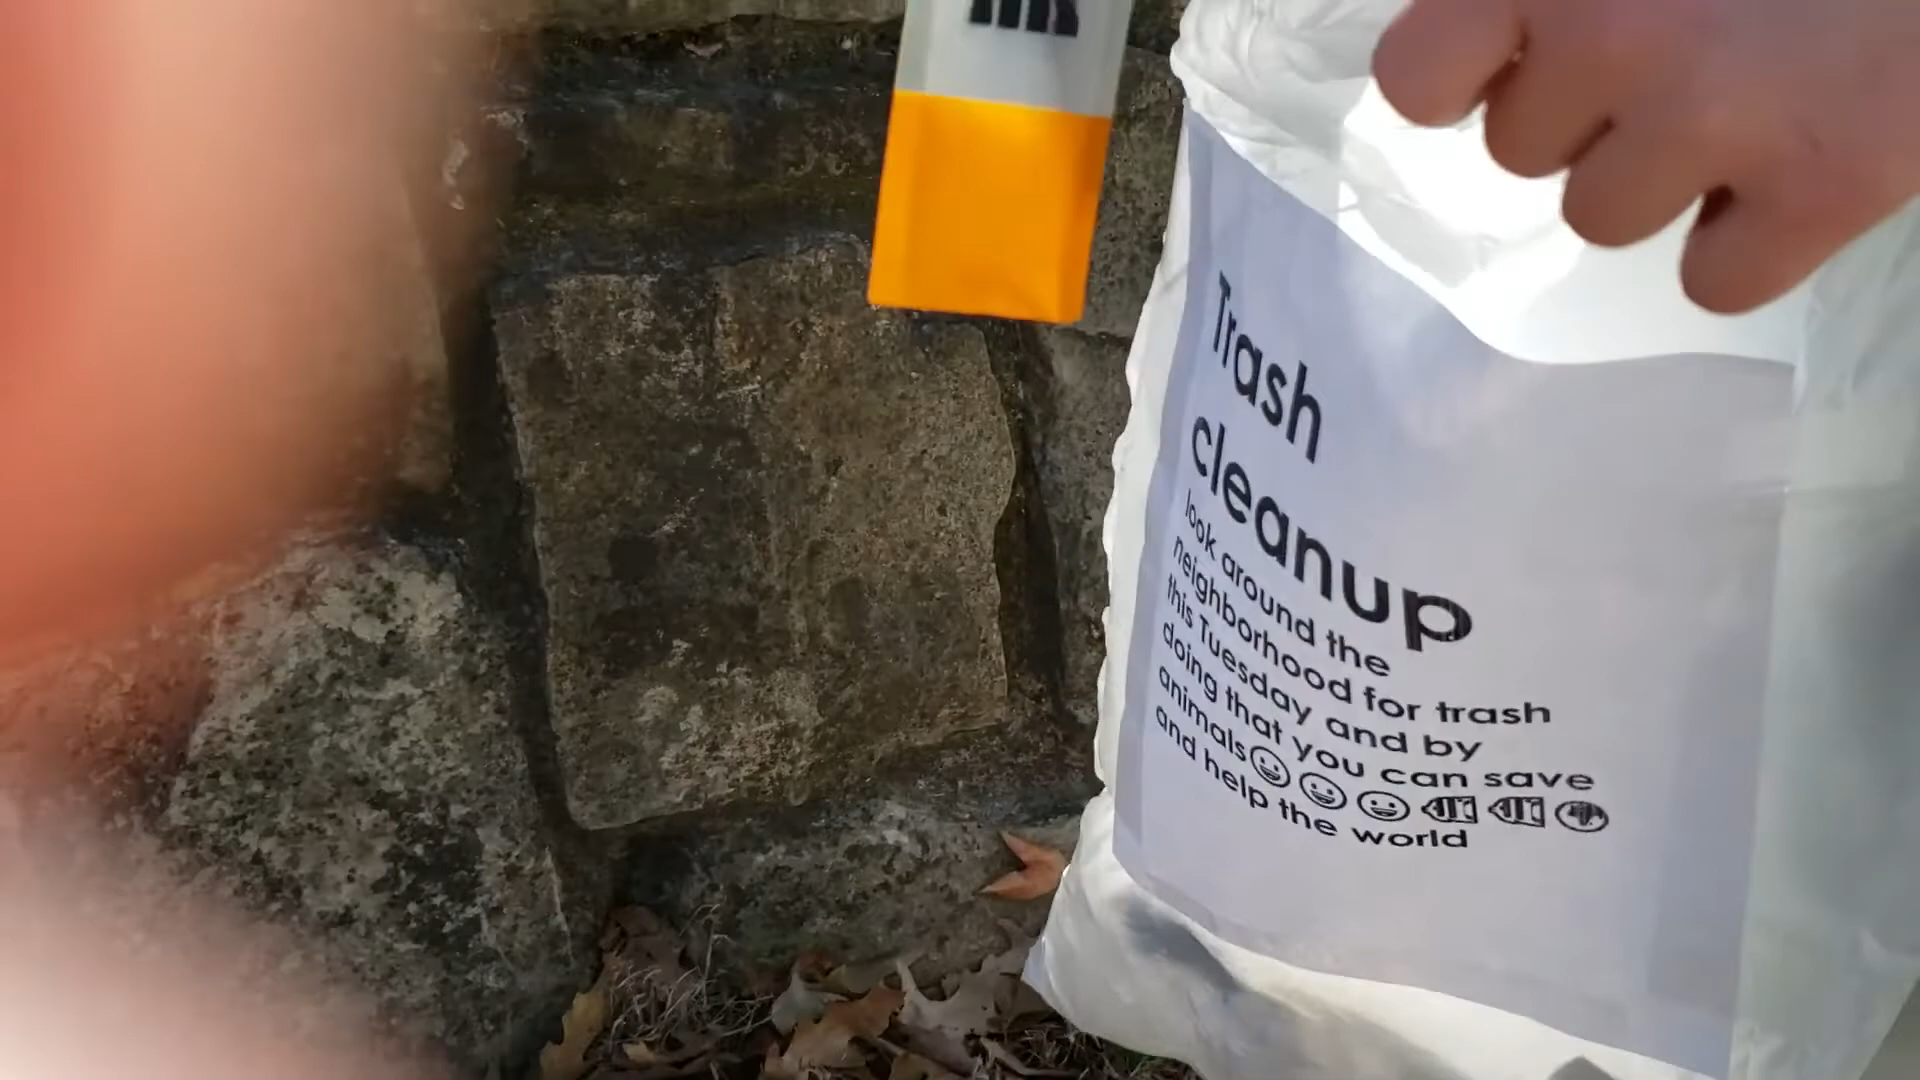 Trash
cleanup
look around the
neighborhood for trash
this Tuesday and by
doing that you can save
animals😀😀😀🐠🐠🌍
and help the world